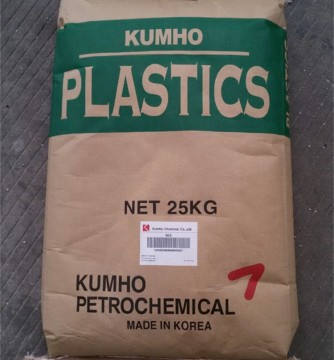 KUMHO
PLASTICS
NET 25KG
KUMHO
PETROCHEMICAL
MADE IN KOREA